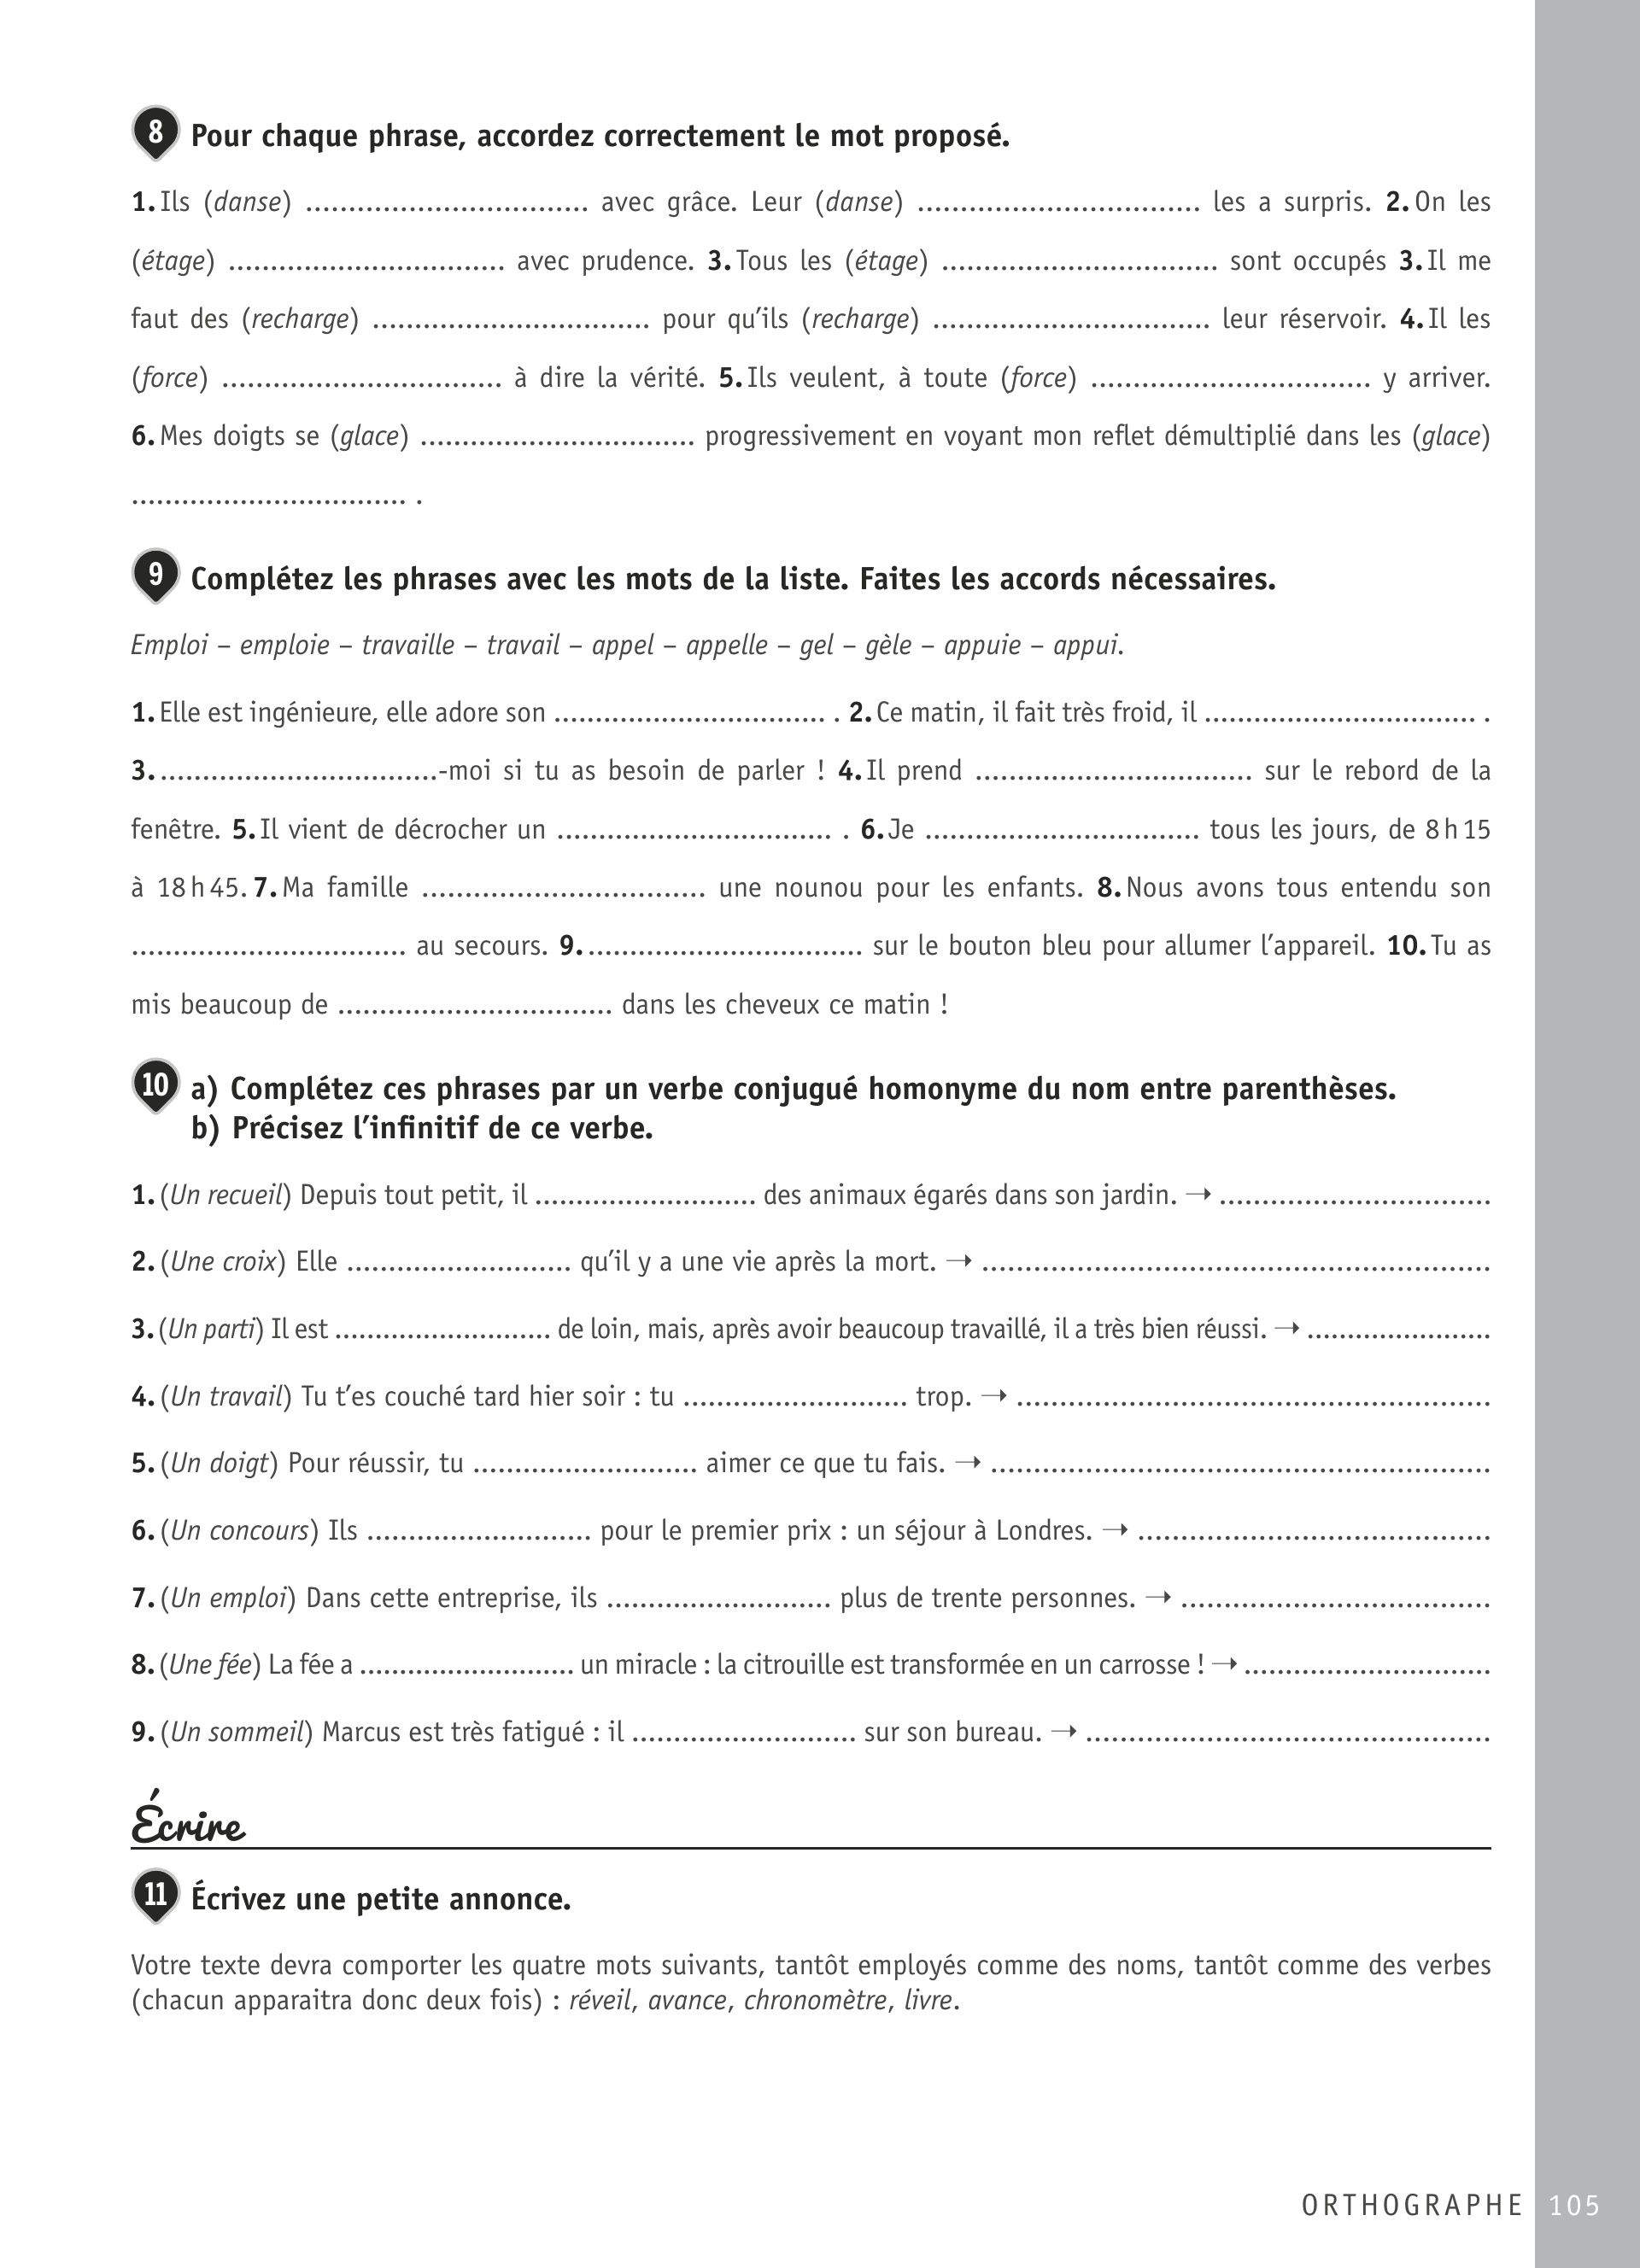 8 Pour chaque phrase, accordez correctement le mot proposé.
1. Ils (danse) .................................. avec grâce. Leur (danse) .................................. les a surpris. 2. On les
(étage) ................................. avec prudence. 3. Tous les (étage) ................................. sont occupés 3. Il me
faut des (recharge) ................................. pour qu’ils (recharge) ................................. leur réservoir. 4. Il les
(force) ................................. à dire la vérité. 5. Ils veulent, à toute (force) ................................. y arriver.
6. Mes doigts se (glace) ................................. progressivement en voyant mon reflet démultiplié dans les (glace)
................................. .
9 Complétez les phrases avec les mots de la liste. Faites les accords nécessaires.
Emploi – emploie – travaille – travail – appel – appelle – gel – gèle – appuie – appui.
1. Elle est ingénieure, elle adore son ................................. . 2. Ce matin, il fait très froid, il ................................. .
3. .................................-moi si tu as besoin de parler ! 4. Il prend ................................. sur le rebord de la
fenêtre. 5. Il vient de décrocher un ................................. . 6. Je ................................. tous les jours, de 8 h 15
à 18 h 45. 7. Ma famille .................................. une nounou pour les enfants. 8. Nous avons tous entendu son
................................. au secours. 9. ................................. sur le bouton bleu pour allumer l’appareil. 10. Tu as
mis beaucoup de ................................. dans les cheveux ce matin !
10 a) Complétez ces phrases par un verbe conjugué homonyme du nom entre parenthèses.
b) Précisez l’infinitif de ce verbe.
1. (Un recueil) Depuis tout petit, il ........................... des animaux égarés dans son jardin. → .................................
2. (Une croix) Elle ........................... qu’il y a une vie après la mort. → .............................................................
3. (Un parti) Il est .......................... de loin, mais, après avoir beaucoup travaillé, il a très bien réussi. → ......................
4. (Un travail) Tu t’es couché tard hier soir : tu ........................... trop. → .........................................................
5. (Un doigt) Pour réussir, tu ........................... aimer ce que tu fais. → ............................................................
6. (Un concours) Ils ........................... pour le premier prix : un séjour à Londres. → ..........................................
7. (Un emploi) Dans cette entreprise, ils ........................... plus de trente personnes. → .....................................
8. (Une fée) La fée a .......................... un miracle : la citrouille est transformée en un carrosse ! → ..............................
9. (Un sommeil) Marcus est très fatigué : il ........................... sur son bureau. → ................................................
Écrire
11 Écrivez une petite annonce.
Votre texte devra comporter les quatre mots suivants, tantôt employés comme des noms, tantôt comme des verbes
(chacun apparaitra donc deux fois) : réveil, avance, chronomètre, livre.
ORTHOGRAPHE 105